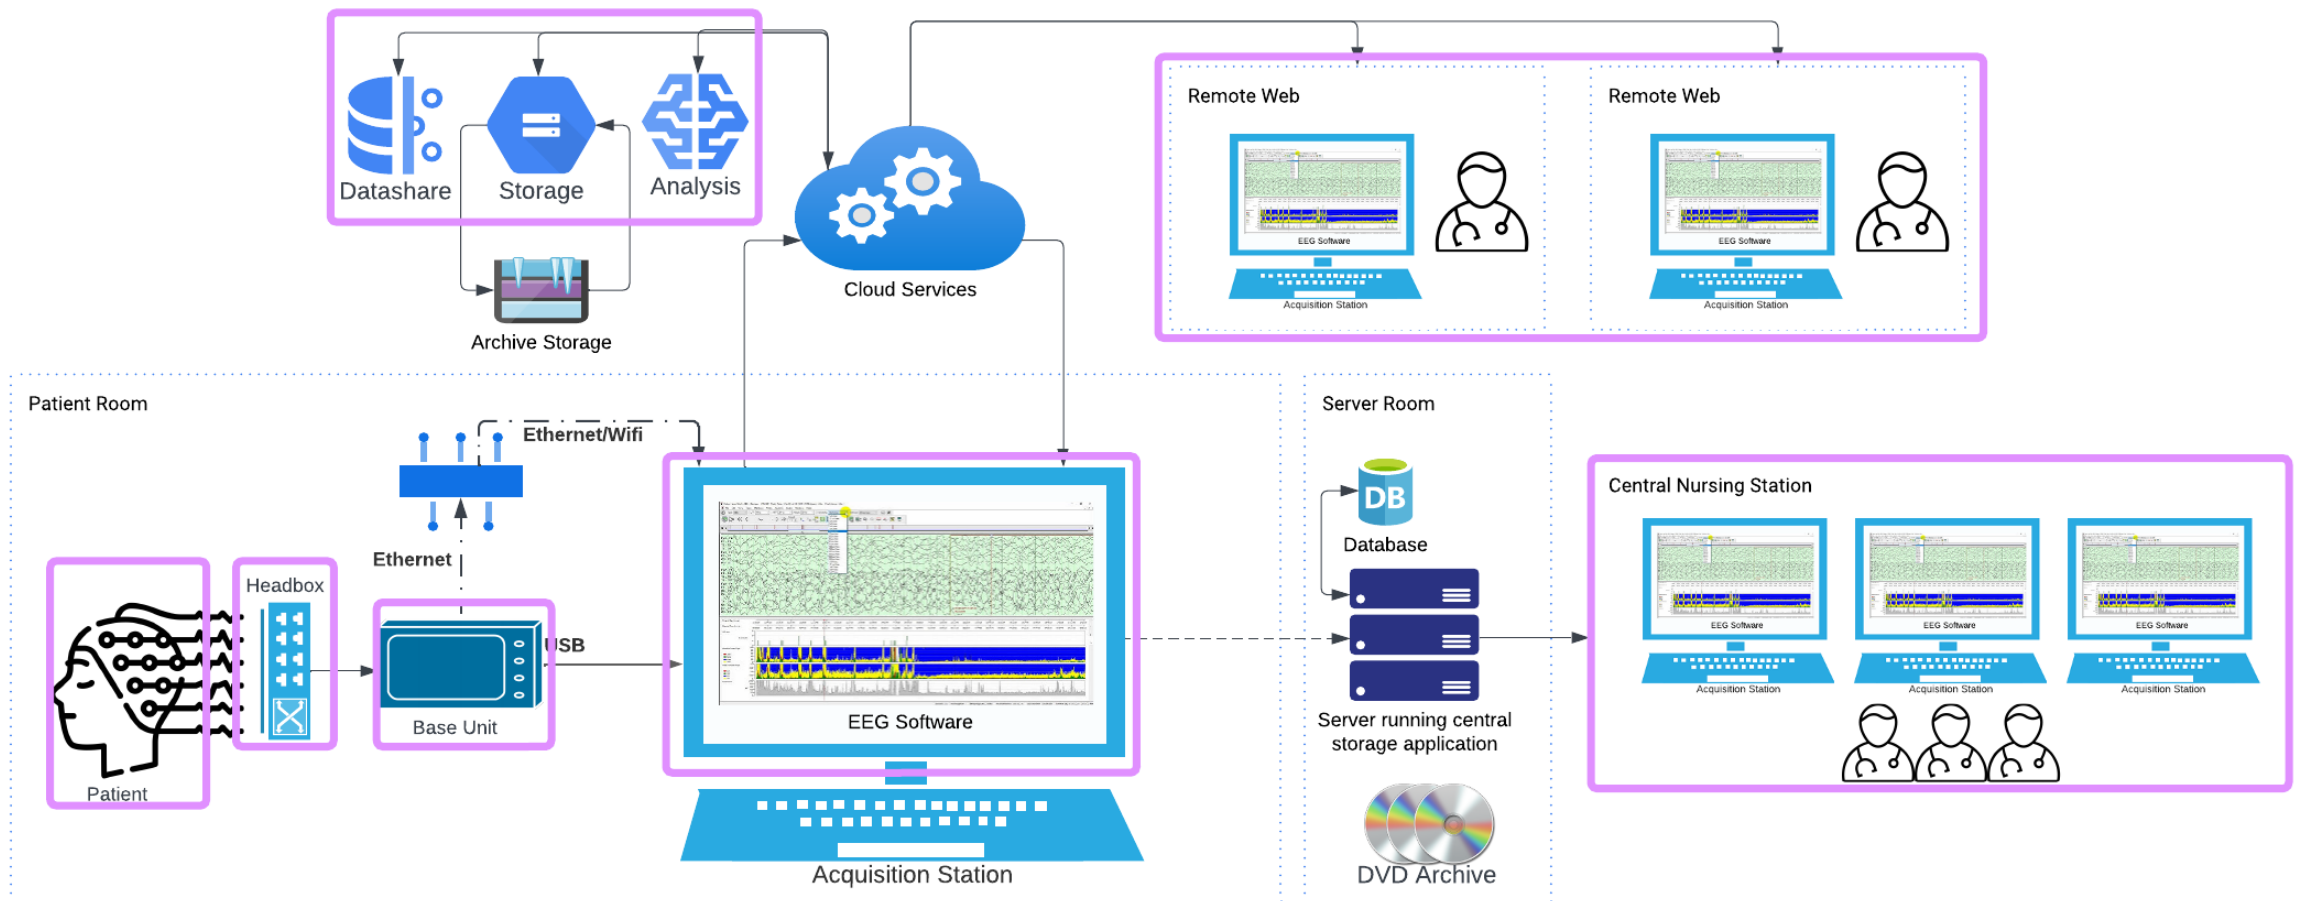 Datashare
Storage
Analysis
Archive Storage
Cloud Services
Remote Web
EEG Software
Acquisition Station
Remote Web
EEG Software
Acquisition Station
Patient Room
Ethernet/Wifi
Ethernet
Headbox
USB
Base Unit
Patient
EEG Software
Acquisition Station
Server Room
DB
Database
Server running central
storage application
DVD Archive
Central Nursing Station
EEG Software
Acquisition Station
EEG Software
Acquisition Station
EEG Software
Acquisition Station